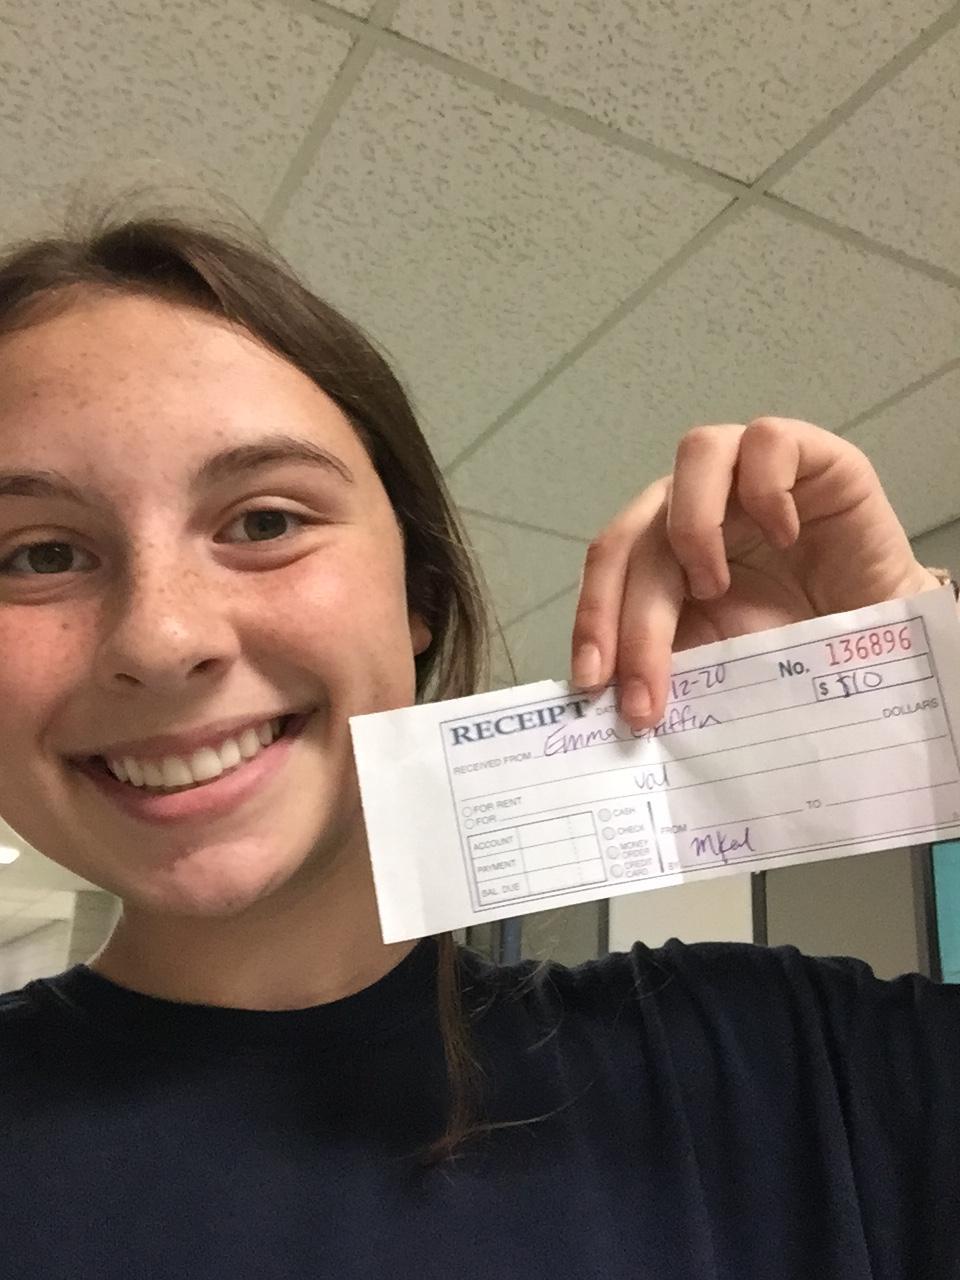 RECEIPT DATE 12-20 No. 136896
RECEIVED FROM Emma Griffin $ $10
DOLLARS
FOR RENT
FOR
ACCOUNT
PAYMENT
BAL. DUE
CASH
CHECK
MONEY ORDER
CREDIT CARD
FROM TO
BY